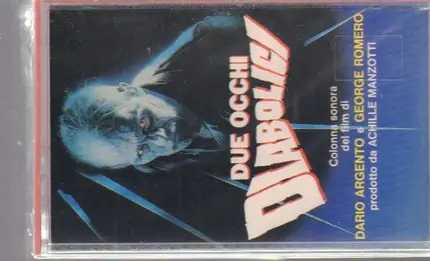 DUE OCCHI
DIABOLICI
Colonna sonora
del film di
DARIO ARGENTO e GEORGE ROMERO
prodotto da ACHILLE MANZOTTI